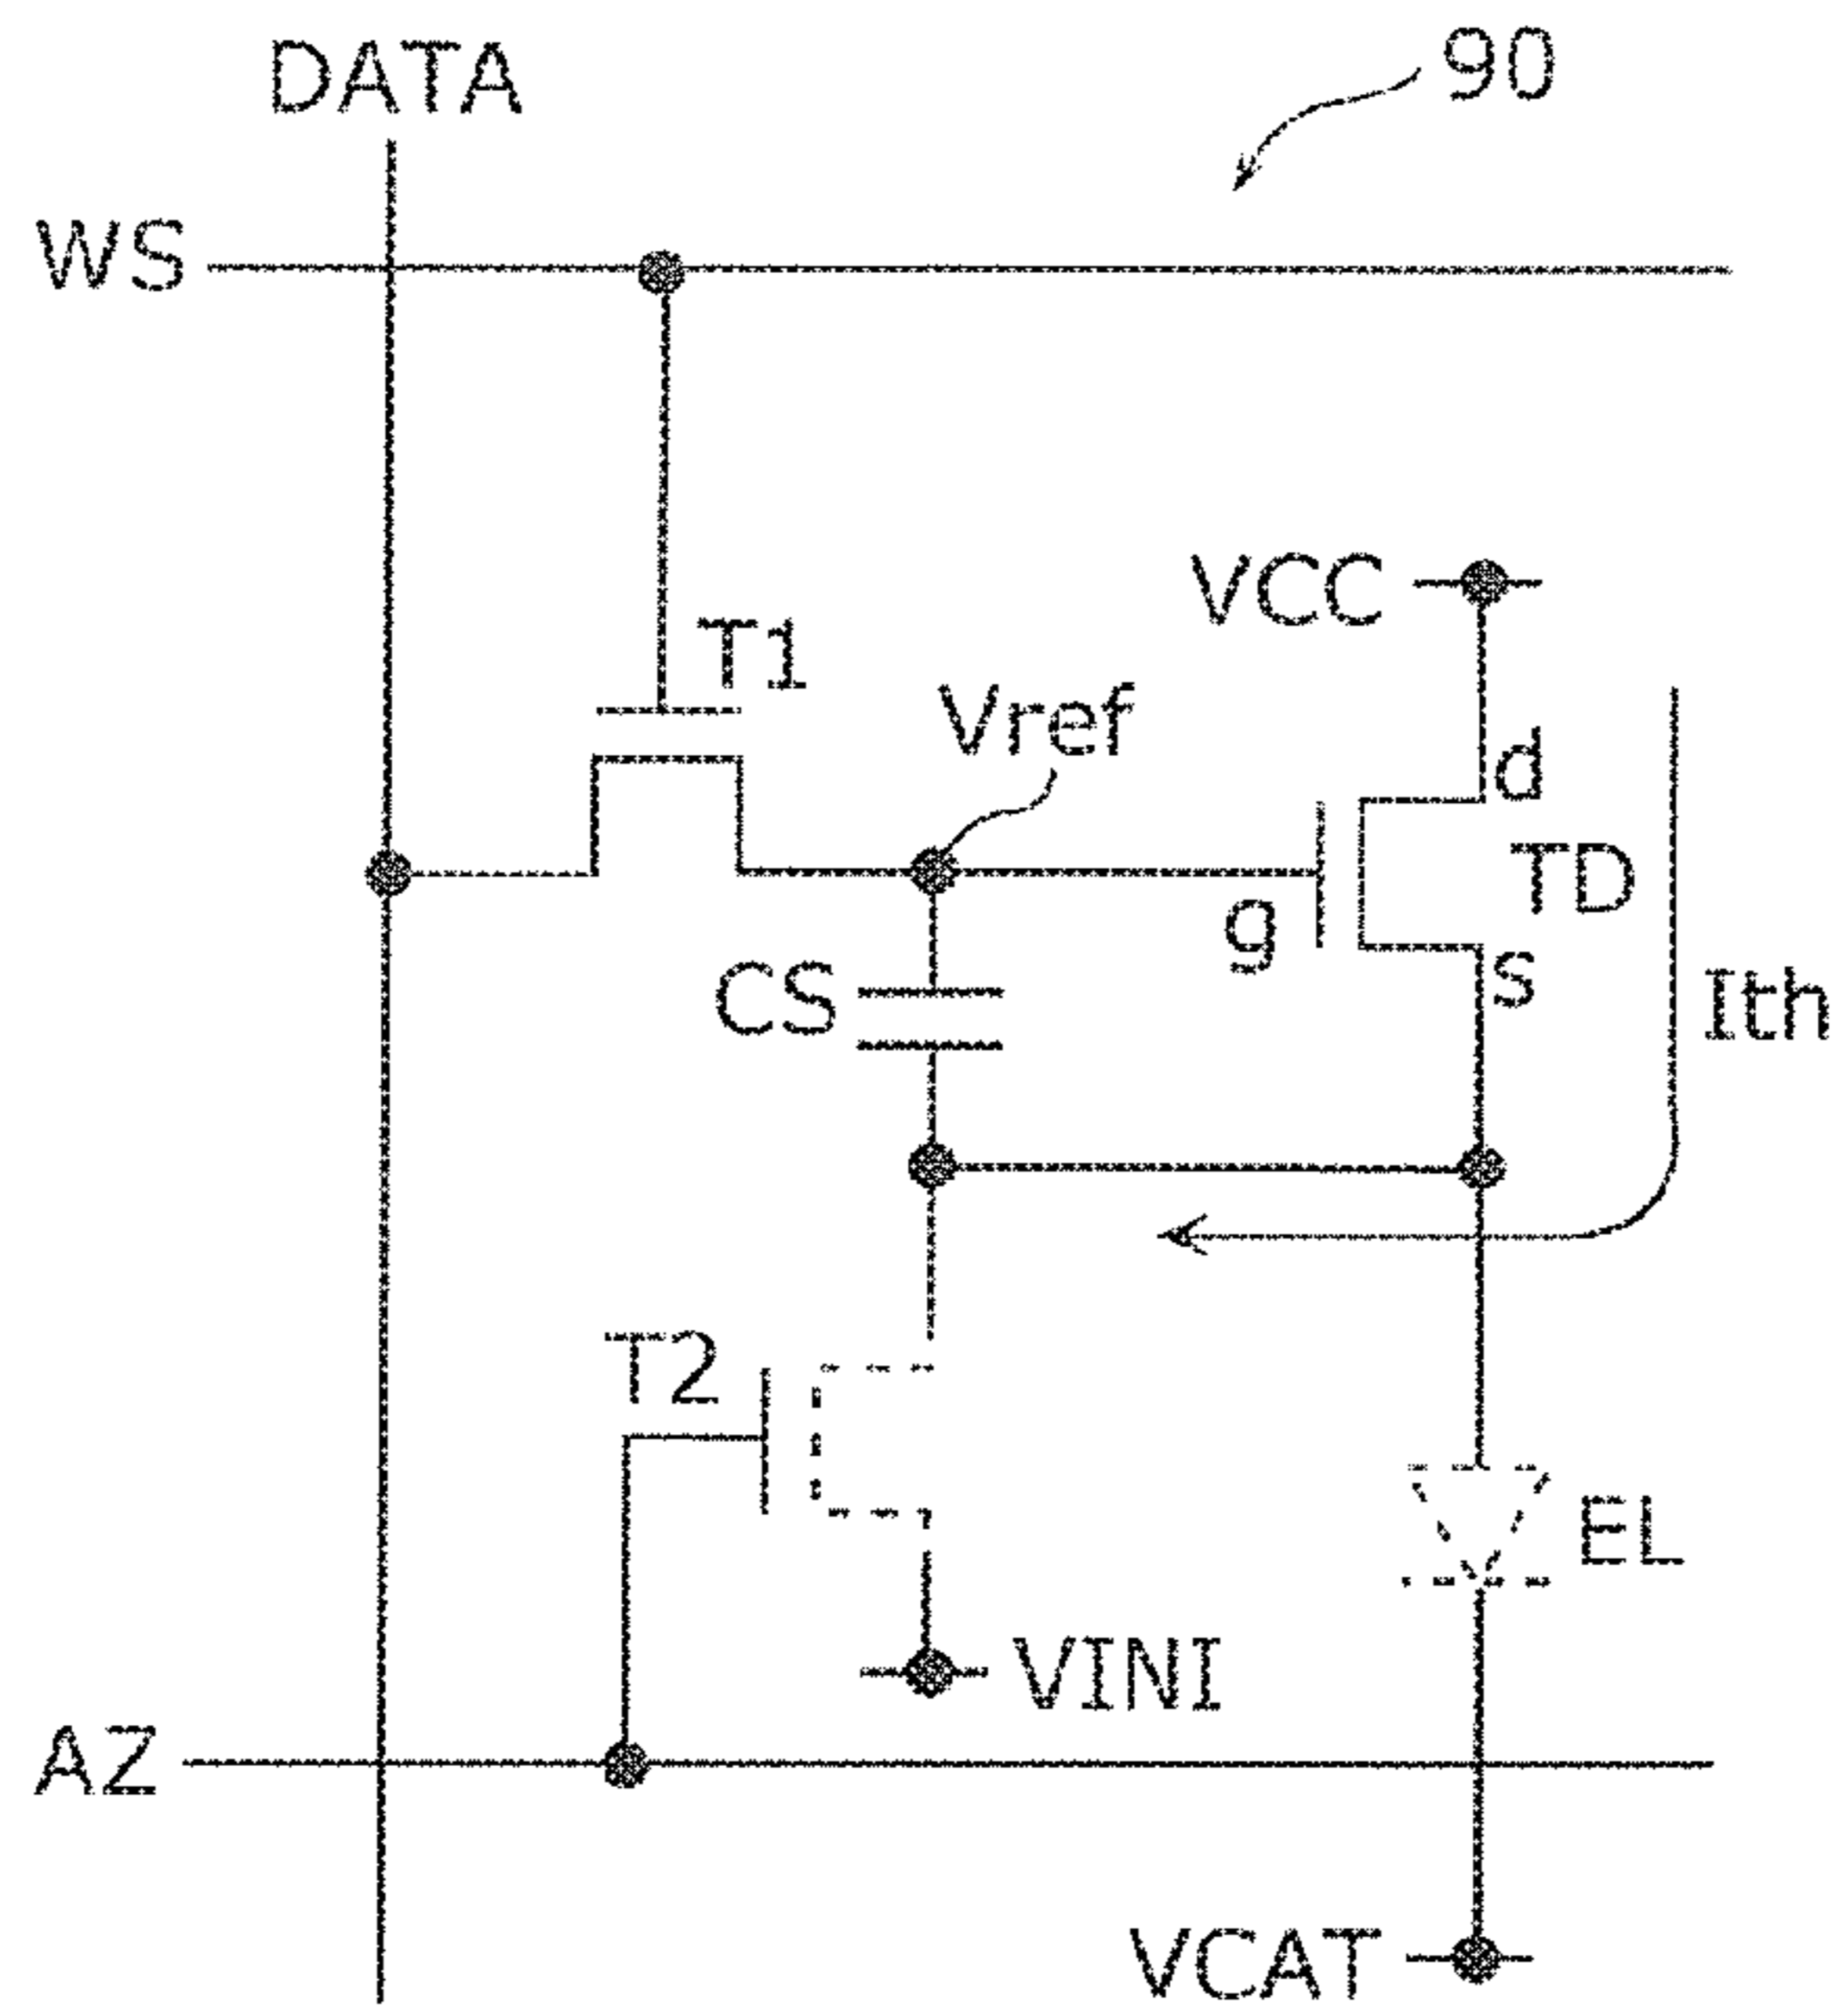 DATA
90
WS
VCC
T1
Vref
d
TD
g
s
CS
Ith
T2
EL
VINI
AZ
VCAT